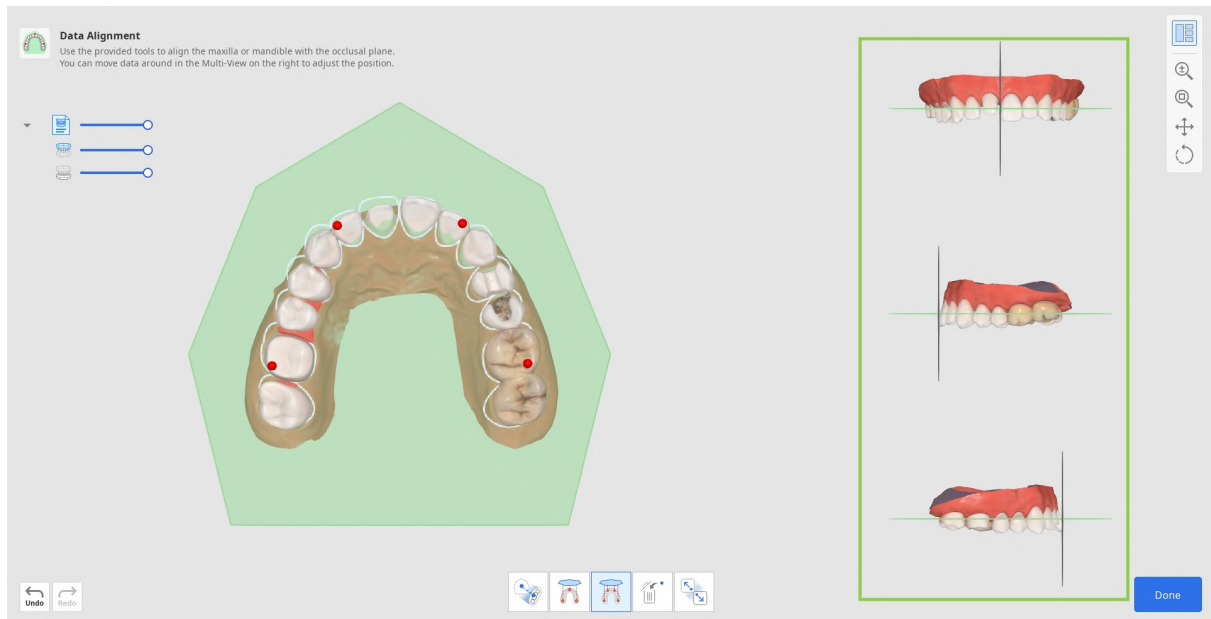 Data Alignment
Use the provided tools to align the maxilla or mandible with the occlusal plane.
You can move data around in the Multi-View on the right to adjust the position.
Undo
Redo
Done